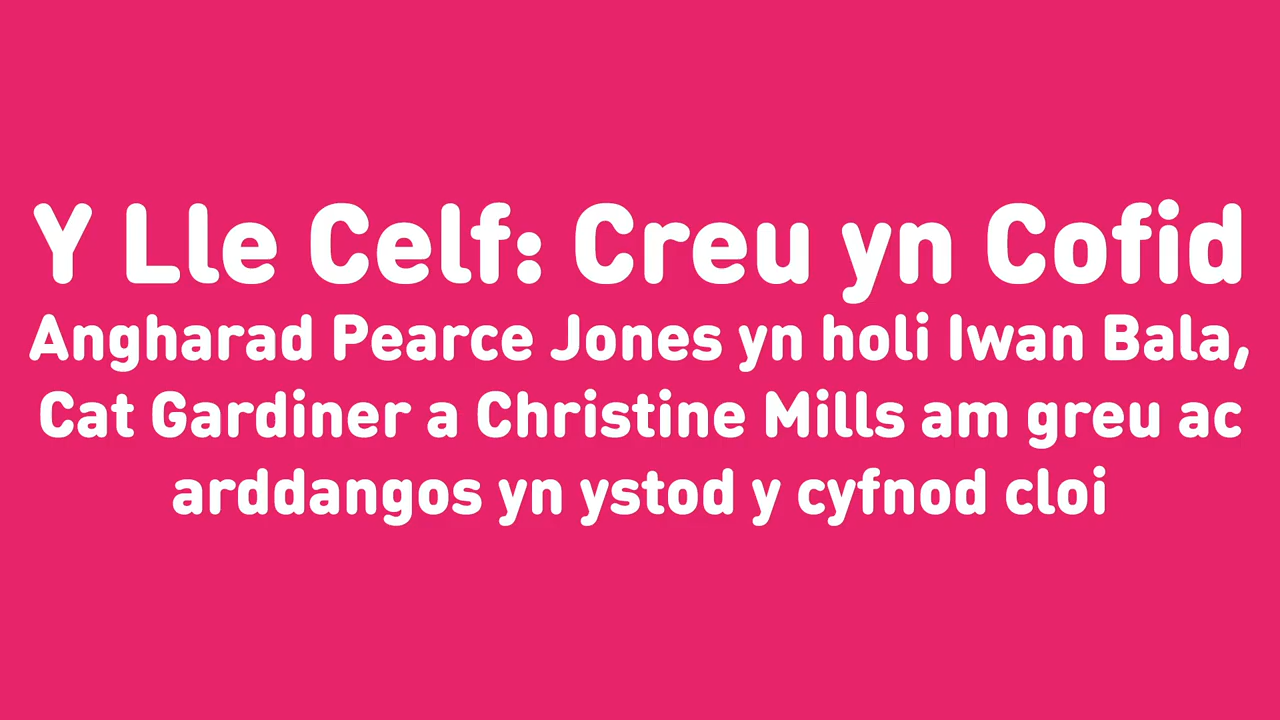 Y Lle Celf: Creu yn Cofid
Angharad Pearce Jones yn holi Iwan Bala,
Cat Gardiner a Christine Mills am greu ac
arddangos yn ystod y cyfnod cloi